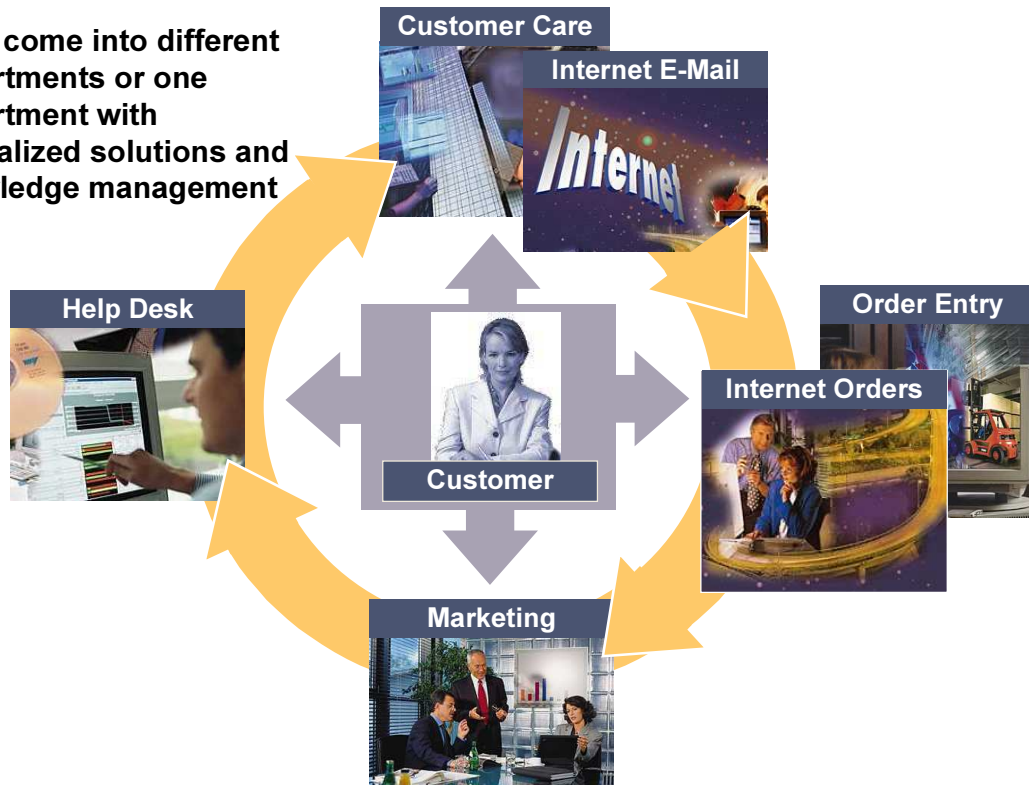 come into different
rtments or one
rtment with
alized solutions and
ledge management
Customer Care
Internet E-Mail
Internet
Help Desk
Order Entry
Internet Orders
Customer
Marketing